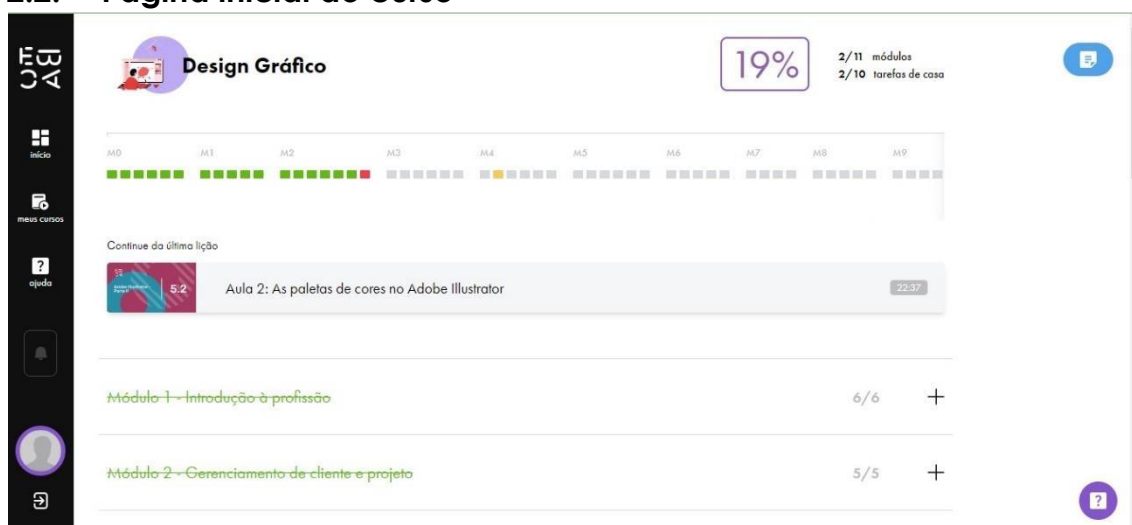 2.2. Página Inicial do Curso
EBAC
Design Gráfico
19%
2/11 módulos
2/10 tarefas de casa
início
meus cursos
ajuda
M0 M1 M2 M3 M4 M5 M6 M7 M8 M9
Continue da última lição
5.2
Aula 2: As paletas de cores no Adobe Illustrator
22:37
Módulo 1 - Introdução à profissão
6/6
+
Módulo 2 - Gerenciamento de cliente e projeto
5/5
+
?